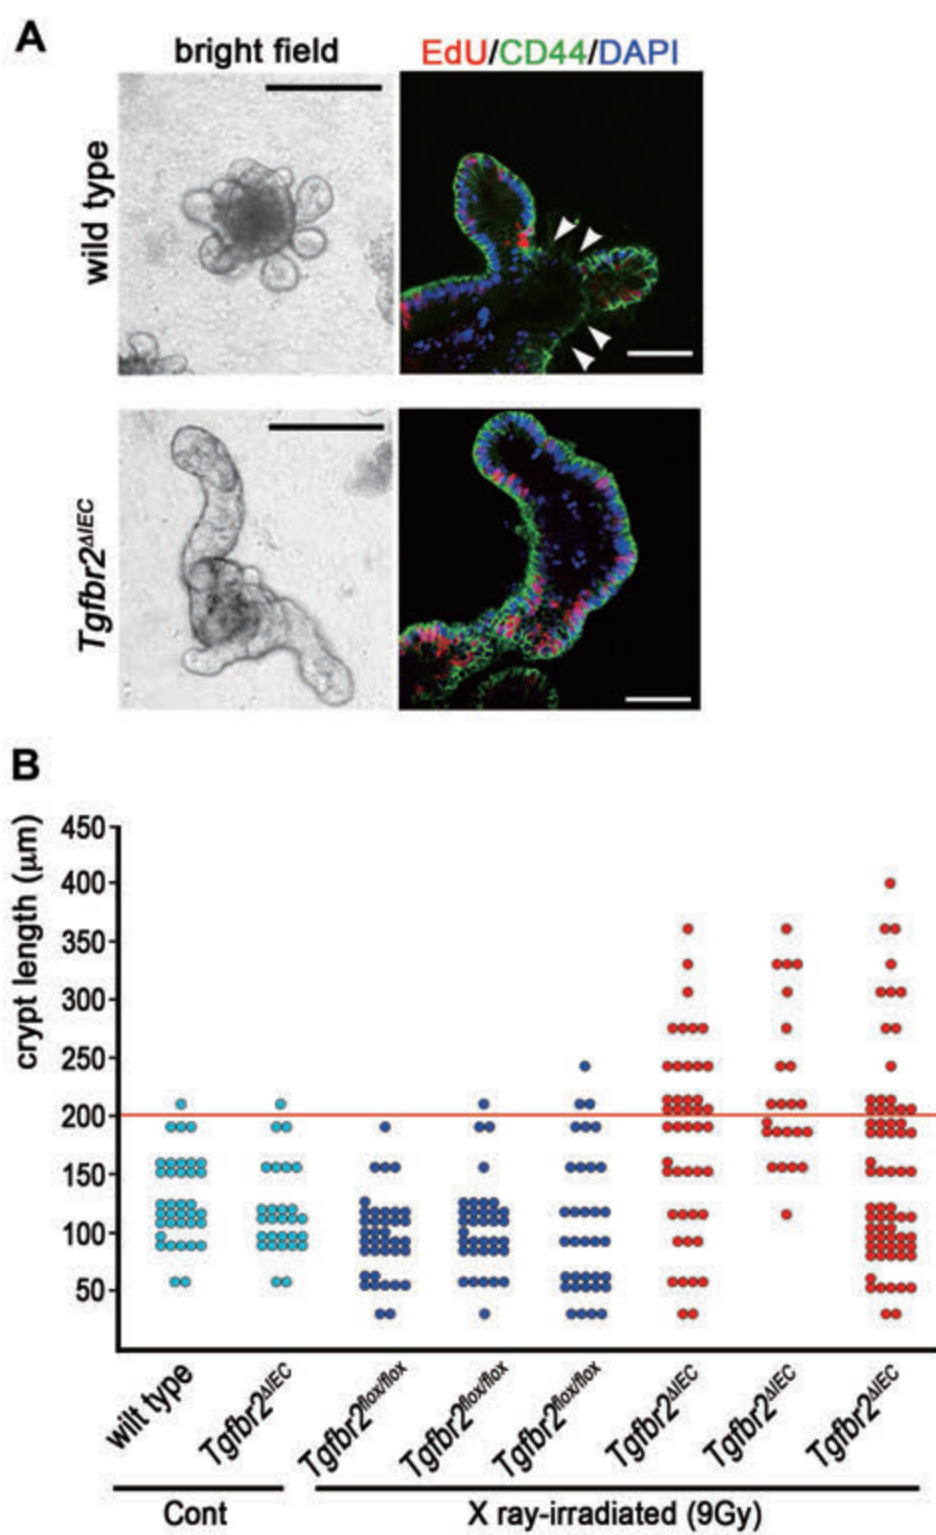 A
bright field
EdU/CD44/DAPI
wild type
Tgfbr2ΔIEC
B
crypt length (µm)
450
400
350
300
250
200
150
100
50
wilt type
Tgfbr2ΔIEC
Tgfbr2flox/flox
Tgfbr2flox/flox
Tgfbr2flox/flox
Tgfbr2ΔIEC
Tgfbr2ΔIEC
Tgfbr2ΔIEC
Cont
X ray-irradiated (9Gy)